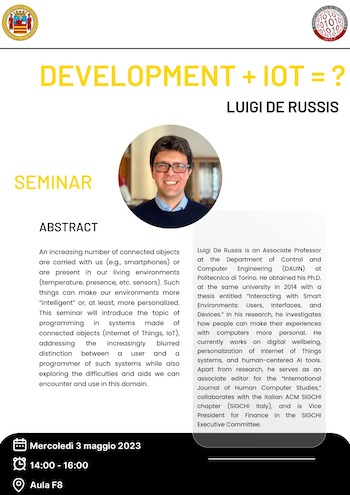 DEVELOPMENT + IOT = ?
LUIGI DE RUSSIS
SEMINAR
ABSTRACT
An increasing number of connected objects
are carried with us (e.g., smartphones) or
are present in our living environments
(temperature, presence, etc. sensors). Such
things can make our environments more
"intelligent" or, at least, more personalized.
This seminar will introduce the topic of
programming in systems made of
connected objects (Internet of Things, IoT),
addressing the increasingly blurred
distinction between a user and a
programmer of such systems while also
exploring the difficulties and aids we can
encounter and use in this domain.
Luigi De Russis is an Associate Professor
at the Department of Control and
Computer Engineering (DAUIN) at
Politecnico di Torino. He obtained his Ph.D.
at the same university in 2014 with a
thesis entitled "Interacting with Smart
Environments: Users, Interfaces, and
Devices." In his research, he investigates
how people can make their experiences
with computers more personal. He
currently works on digital wellbeing,
personalization of Internet of Things
systems, and human-centered AI tools.
Apart from research, he serves as an
associate editor for the "International
Journal of Human Computer Studies,"
collaborates with the Italian ACM SIGCHI
chapter (SIGCHI Italy), and is Vice
President for Finance in the SIGCHI
Executive Committee.
Mercoledì 3 maggio 2023
14:00 - 16:00
Aula F8